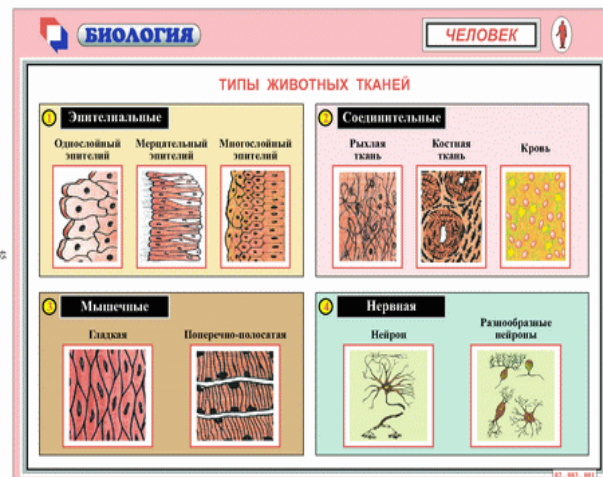 БИОЛОГИЯ
ЧЕЛОВЕК
ТИПЫ ЖИВОТНЫХ ТКАНЕЙ
1 Эпителиальные
Однослойный
эпителий
Мерцательный
эпителий
Многослойный
эпителий
2 Соединительные
Рыхлая
ткань
Костная
ткань
Кровь
3 Мышечные
Гладкая
Поперечно-полосатая
4 Нервная
Нейрон
Разнообразные
нейроны